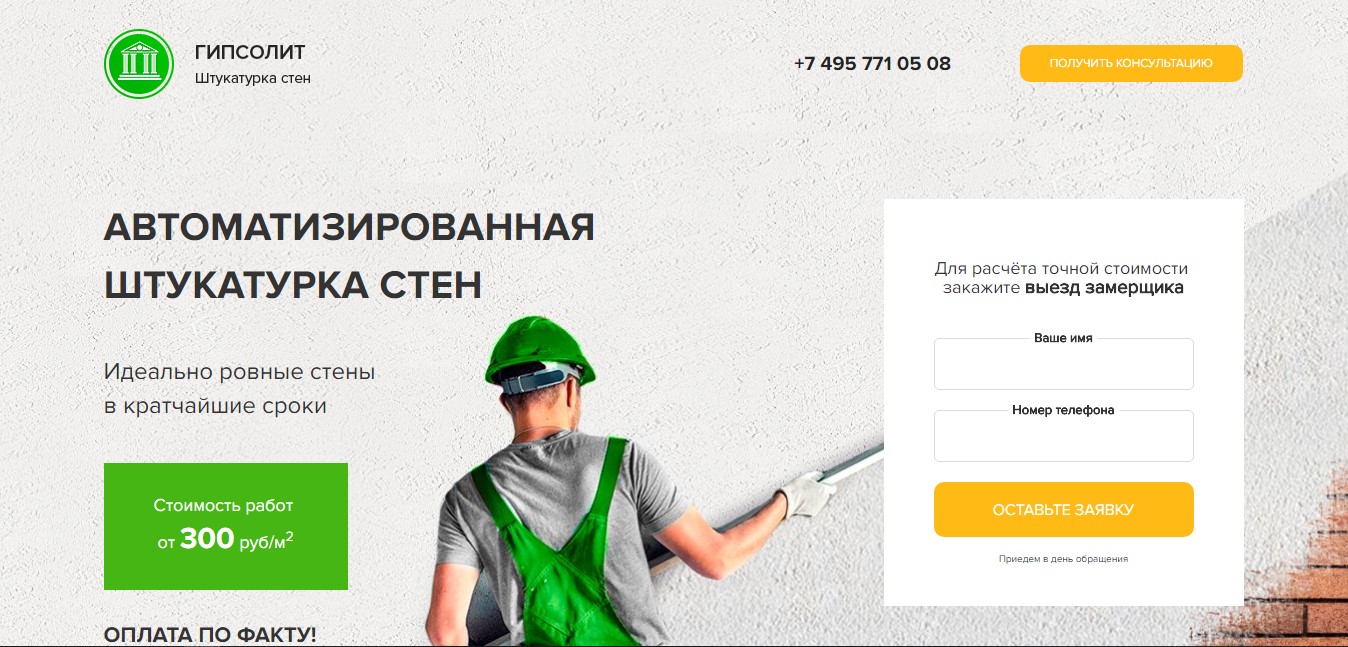 ГИПСОЛИТ
Штукатурка стен
+7 495 771 05 08
ПОЛУЧИТЬ КОНСУЛЬТАЦИЮ
АВТОМАТИЗИРОВАННАЯ
ШТУКАТУРКА СТЕН
Идеально ровные стены
в кратчайшие сроки
Стоимость работ
от 300 руб/м²
ОПЛАТА ПО ФАКТУ!
Для расчёта точной стоимости
закажите выезд замерщика
Ваше имя
Номер телефона
ОСТАВЬТЕ ЗАЯВКУ
Приедем в день обращения